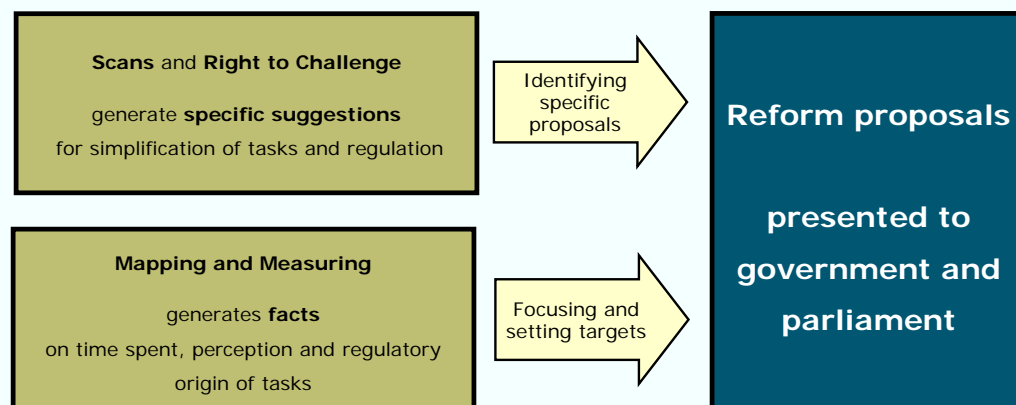 Scans and Right to Challenge
generate specific suggestions
for simplification of tasks and regulation
Identifying
specific
proposals
Mapping and Measuring
generates facts
on time spent, perception and regulatory
origin of tasks
Focusing and
setting targets
Reform proposals
presented to
government and
parliament